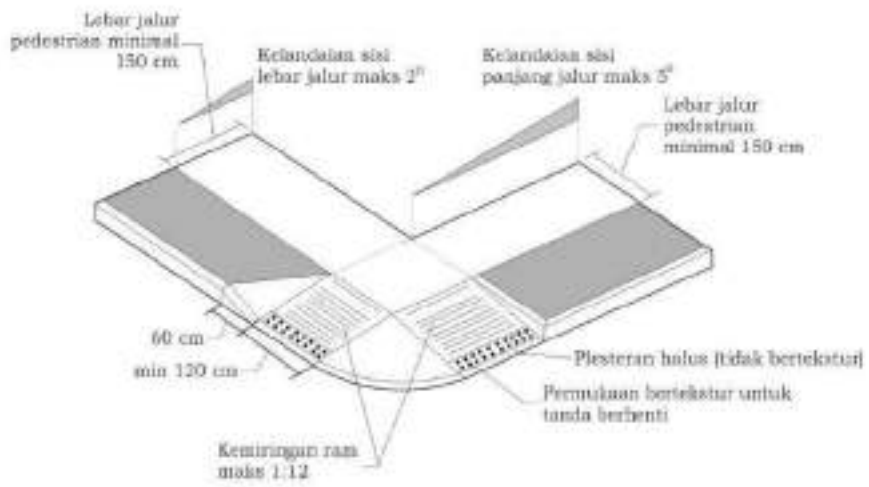 Lebar jalur
pedestrian minimal
150 cm
Kelandaian sisi
lebar jalur maks 2⁰
Kelandaian sisi
panjang jalur maks 5⁰
Lebar jalur
pedestrian
minimal 150 cm
60 cm
min 120 cm
Plesteran halus (tidak bertekstur)
Permukaan bertekstur untuk
tanda berhenti
Kemiringan ram
maks 1:12